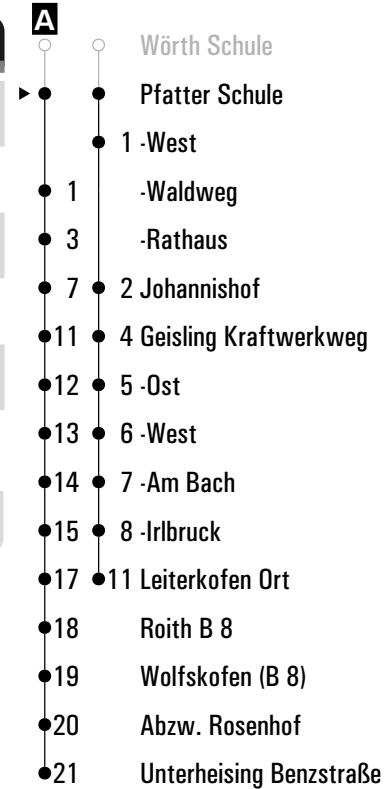 A
Wörth Schule
Pfatter Schule
1 -West
1 -Waldweg
3 -Rathaus
7 2 Johannishof
11 4 Geisling Kraftwerkweg
12 5 -Ost
13 6 -West
14 7 -Am Bach
15 8 -Irlbruck
17 11 Leiterkofen Ort
18 Roith B 8
19 Wolfskofen (B 8)
20 Abzw. Rosenhof
21 Unterheising Benzstraße